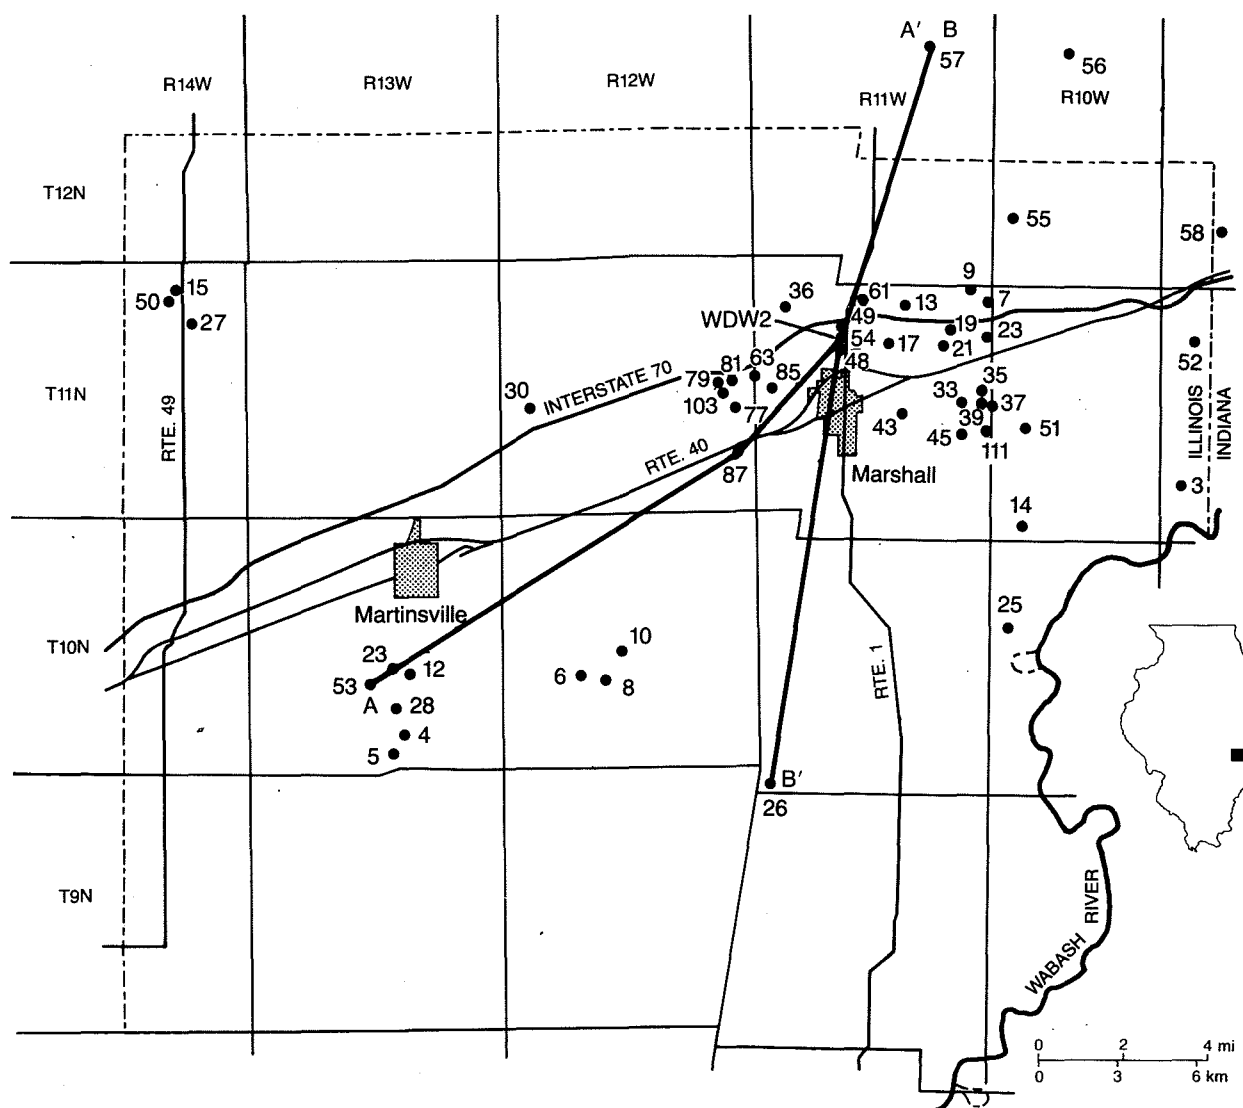 A′ B
57
56
R14W
R13W
R12W
R11W
R10W
T12N
55
58
9
15
50
27
36
61
13
7
WDW2
49
19
23
54
17
21
52
48
63
81
79
85
35
30
INTERSTATE 70
103
77
33
37
T11N
RTE. 49
39
43
45
51
111
ILLINOIS
INDIANA
RTE. 40
87
Marshall
3
14
Martinsville
25
T10N
10
23
12
6
8
53
A
28
RTE. 1
4
5
B′
26
T9N
WABASH RIVER
0 2 4 mi
0 3 6 km